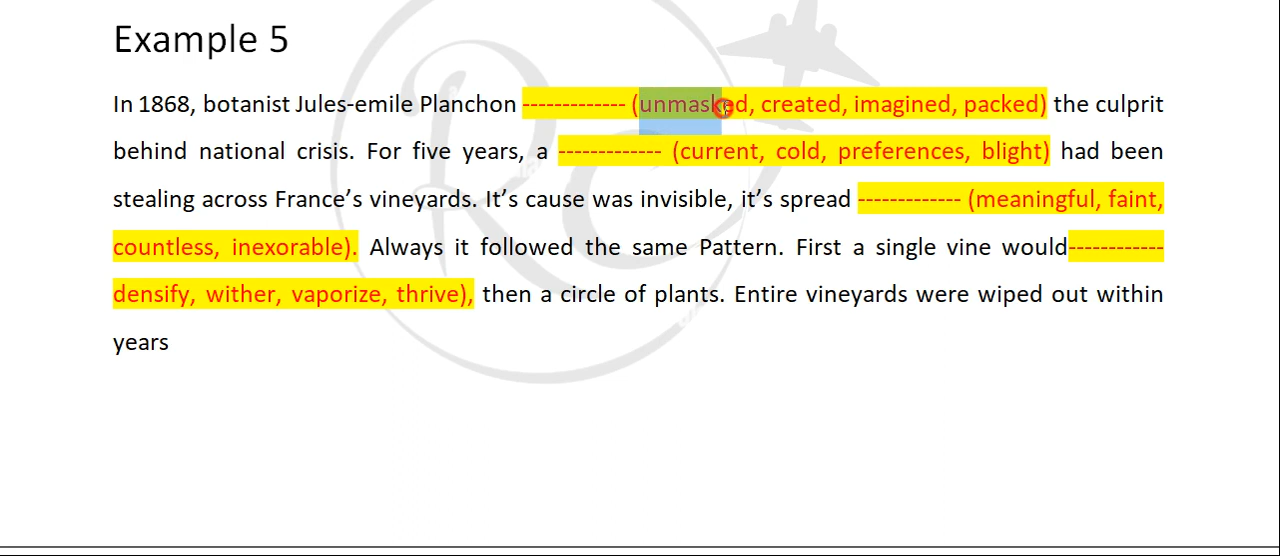 Example 5
In 1868, botanist Jules-emile Planchon ------------- (unmasked, created, imagined, packed) the culprit
behind national crisis. For five years, a ------------- (current, cold, preferences, blight) had been
stealing across France’s vineyards. It’s cause was invisible, it’s spread ------------- (meaningful, faint,
countless, inexorable). Always it followed the same Pattern. First a single vine would------------
densify, wither, vaporize, thrive), then a circle of plants. Entire vineyards were wiped out within
years